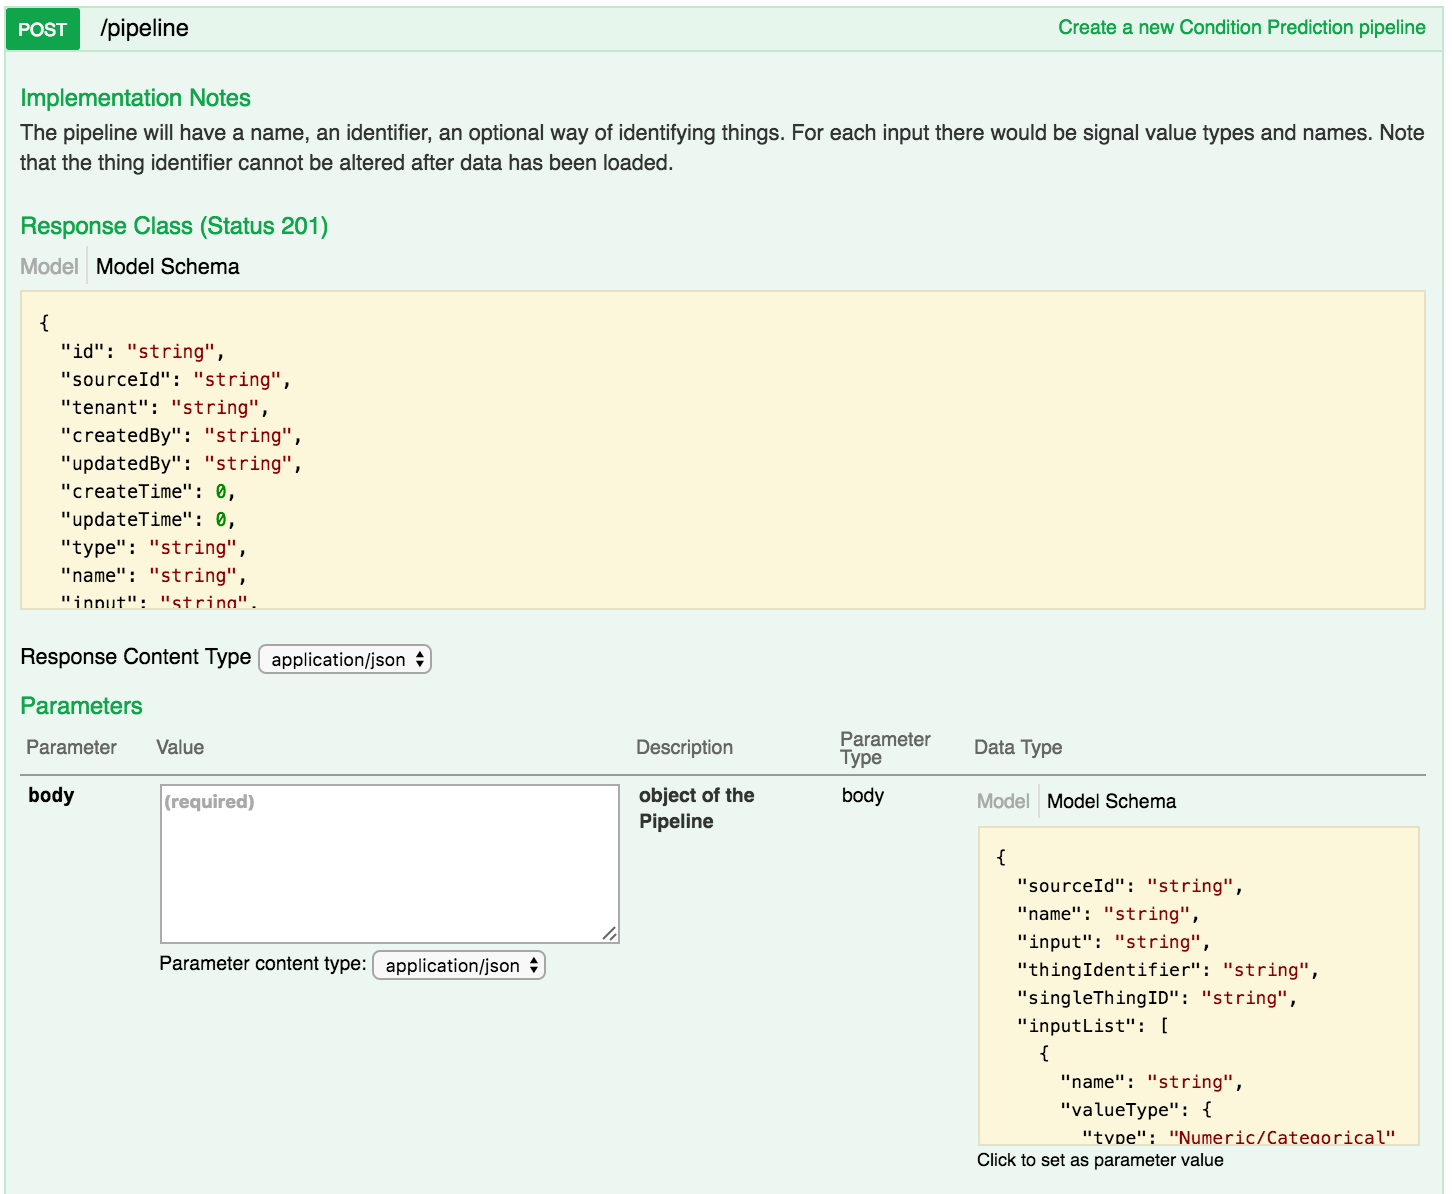 POST /pipeline Create a new Condition Prediction pipeline
Implementation Notes
The pipeline will have a name, an identifier, an optional way of identifying things. For each input there would be signal value types and names. Note
that the thing identifier cannot be altered after data has been loaded.
Response Class (Status 201)
Model Model Schema
{
"id": "string",
"sourceId": "string",
"tenant": "string",
"createdBy": "string",
"updatedBy": "string",
"createTime": 0,
"updateTime": 0,
"type": "string",
"name": "string",
"input": "string",
Response Content Type application/json
Parameters
Parameter Value Description Parameter Type Data Type
body
(required)
Parameter content type: application/json
object of the
Pipeline
body
Model Model Schema
{
"sourceId": "string",
"name": "string",
"input": "string",
"thingIdentifier": "string",
"singleThingID": "string",
"inputList": [
{
"name": "string",
"valueType": {
"type": "Numeric/Categorical"
Click to set as parameter value